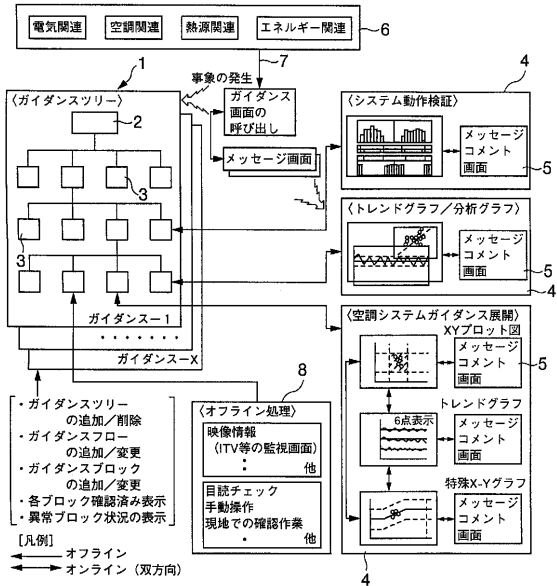 電気関連 空調関連 熱源関連 エネルギー関連
6
7
事象の発生
1
〈ガイダンスツリー〉
2
3
3
ガイダンスー1
・・・・・・・
ガイダンスーX
ガイダンス
画面の
呼び出し
メッセージ画面
4
〈システム動作検証〉
メッセージ
コメント
画面
5
〈トレンドグラフ／分析グラフ〉
メッセージ
コメント
画面
5
4
〈空調システムガイダンス展開〉
XYプロット図
メッセージ
コメント
画面
5
トレンドグラフ
6点表示
メッセージ
コメント
画面
特殊X-Yグラフ
メッセージ
コメント
画面
4
8
〈オフライン処理〉
映像情報
（ITV等の監視画面）
・
・ 他
目読チェック
手動操作
現地での確認作業
・
・ 他
・ガイダンスツリー
の追加／削除
・ガイダンスフロー
の追加／変更
・ガイダンスブロック
の追加／変更
・各ブロック確認済み表示
・異常ブロック状況の表示
［凡例］
オフライン
オンライン（双方向）